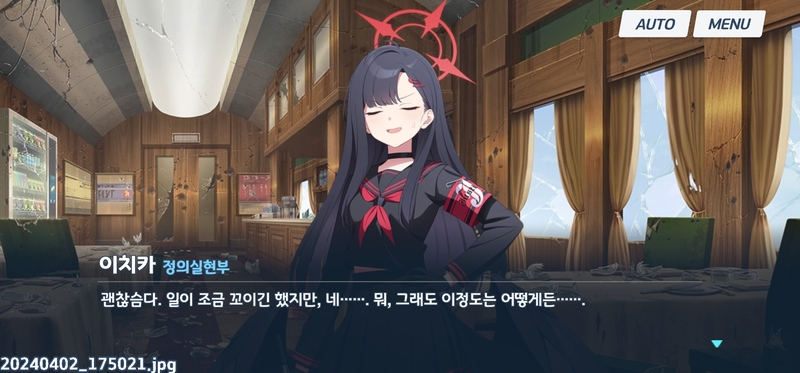 AUTO
MENU
이치카 정의실현부
괜찮슴다. 일이 조금 꼬이긴 했지만, 네……. 뭐, 그래도 이정도는 어떻게든…….
20240402_175021.jpg